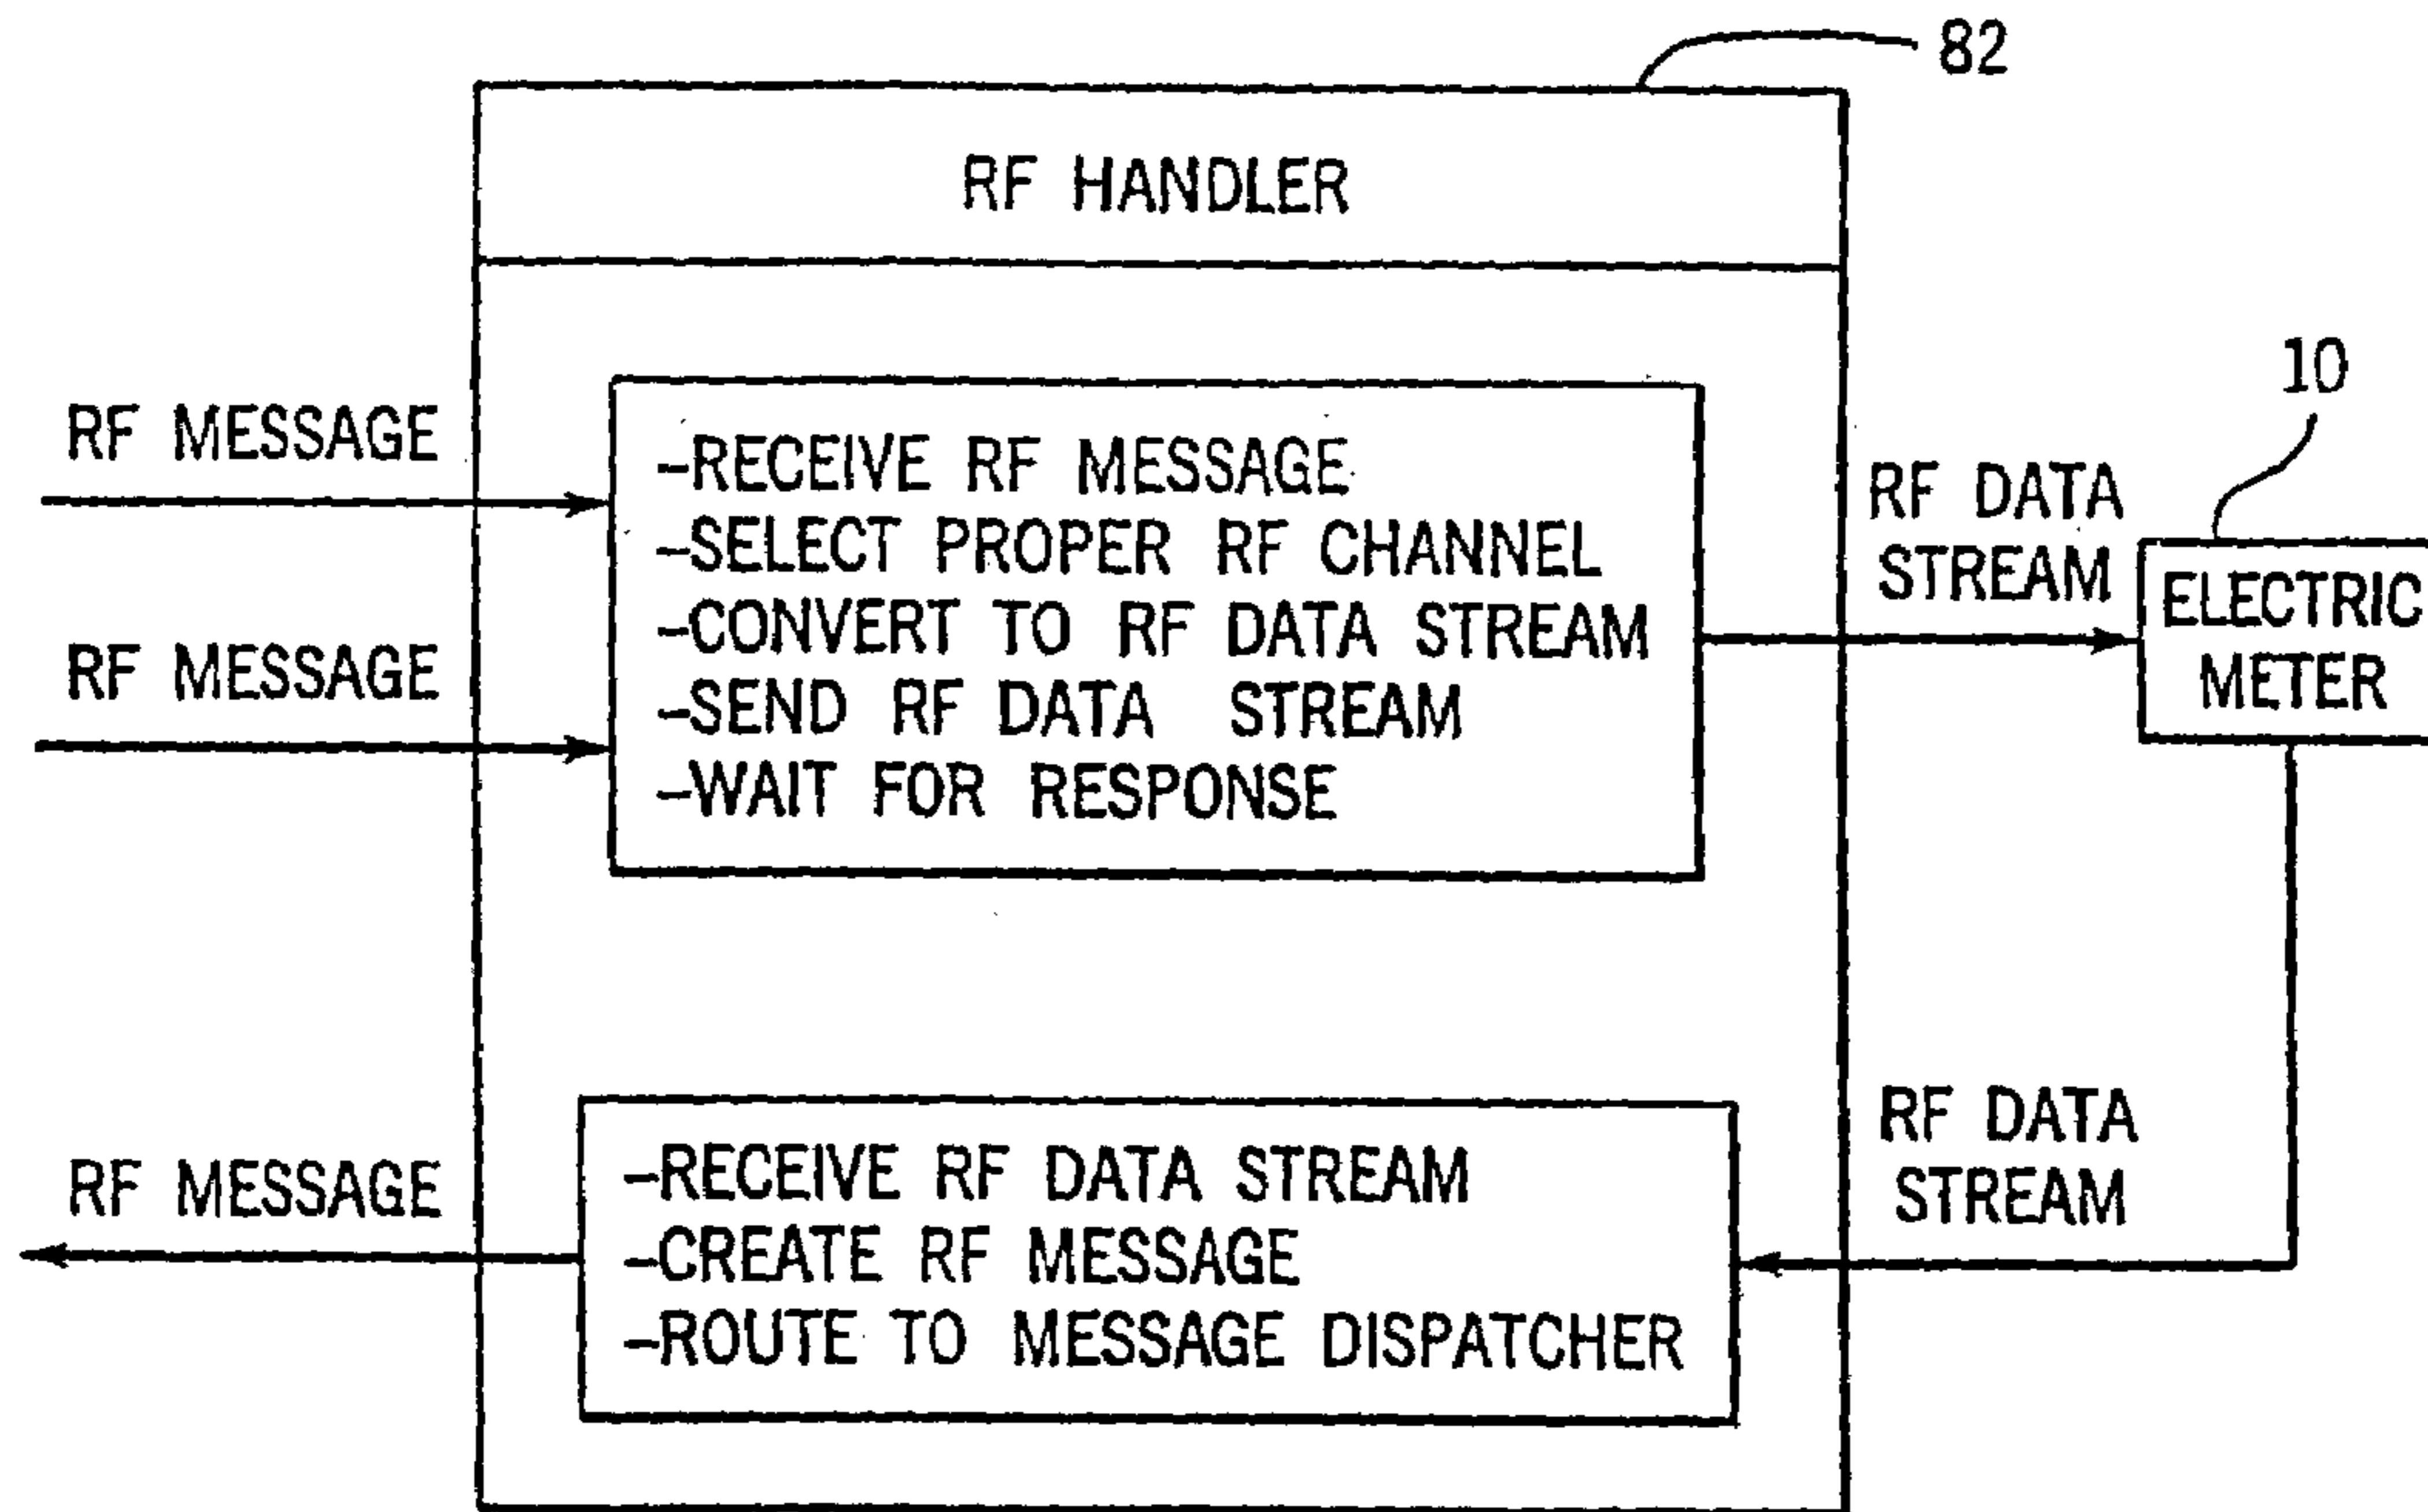 82
RF HANDLER
RF MESSAGE
RF MESSAGE
-RECEIVE RF MESSAGE
-SELECT PROPER RF CHANNEL
-CONVERT TO RF DATA STREAM
-SEND RF DATA STREAM
-WAIT FOR RESPONSE
RF DATA
STREAM
10
ELECTRIC
METER
RF MESSAGE
-RECEIVE RF DATA STREAM
-CREATE RF MESSAGE
-ROUTE TO MESSAGE DISPATCHER
RF DATA
STREAM